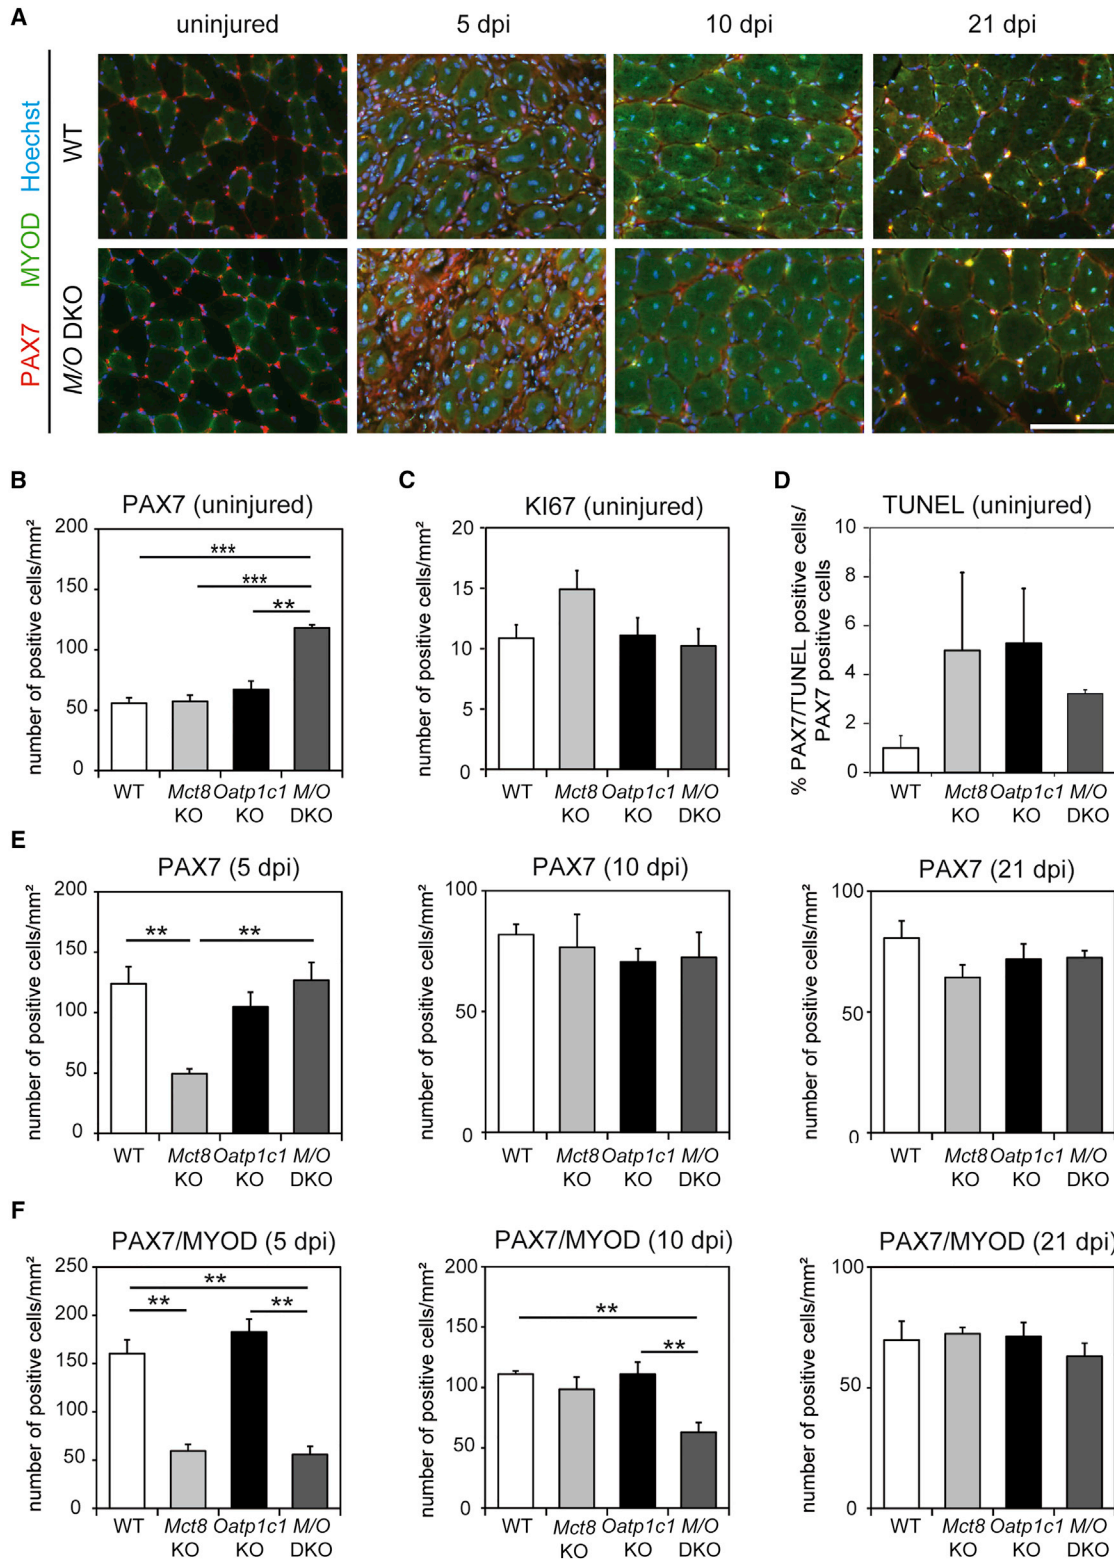 A
uninjured 5 dpi 10 dpi 21 dpi
PAX7 MYOD Hoechst
WT
M/O DKO
B
PAX7 (uninjured)
number of positive cells/mm²
200
150
100
50
0
***
***
**
WT Mct8 KO Oatp1c1 KO M/O DKO
C
KI67 (uninjured)
number of positive cells/mm²
20
15
10
5
0
WT Mct8 KO Oatp1c1 KO M/O DKO
D
TUNEL (uninjured)
% PAX7/TUNEL positive cells/
PAX7 positive cells
10
8
6
4
2
0
WT Mct8 KO Oatp1c1 KO M/O DKO
E
PAX7 (5 dpi)
number of positive cells/mm²
200
150
100
50
0
** **
WT Mct8 KO Oatp1c1 KO M/O DKO
PAX7 (10 dpi)
number of positive cells/mm²
100
50
0
WT Mct8 KO Oatp1c1 KO M/O DKO
PAX7 (21 dpi)
number of positive cells/mm²
100
50
0
WT Mct8 KO Oatp1c1 KO M/O DKO
F
PAX7/MYOD (5 dpi)
number of positive cells/mm²
250
200
150
100
50
0
**
** **
WT Mct8 KO Oatp1c1 KO M/O DKO
PAX7/MYOD (10 dpi)
number of positive cells/mm²
200
150
100
50
0
**
**
WT Mct8 KO Oatp1c1 KO M/O DKO
PAX7/MYOD (21 dpi)
number of positive cells/mm²
100
50
0
WT Mct8 KO Oatp1c1 KO M/O DKO